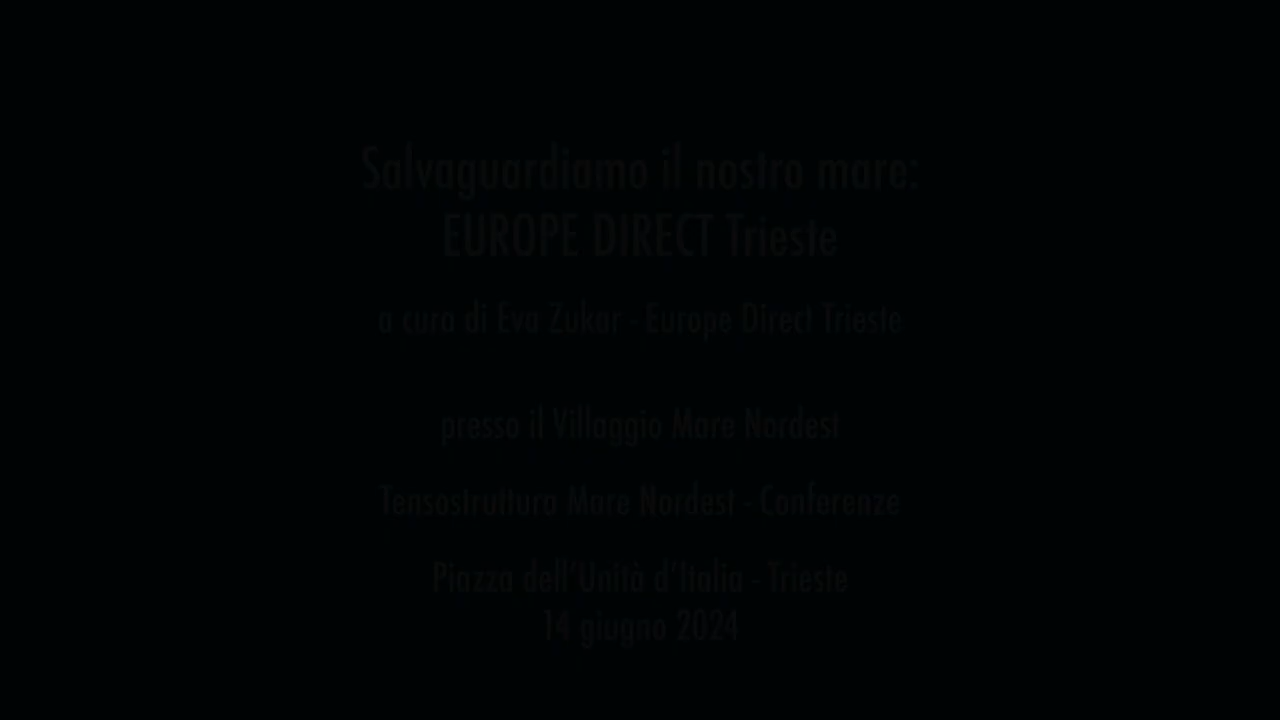 Salvaguardiamo il nostro mare:
EUROPE DIRECT Trieste
a cura di Eva Zukar - Europe Direct Trieste
presso il Villaggio Mare Nordest
Tensostruttura Mare Nordest - Conferenze
Piazza dell'Unità d'Italia - Trieste
14 giugno 2024